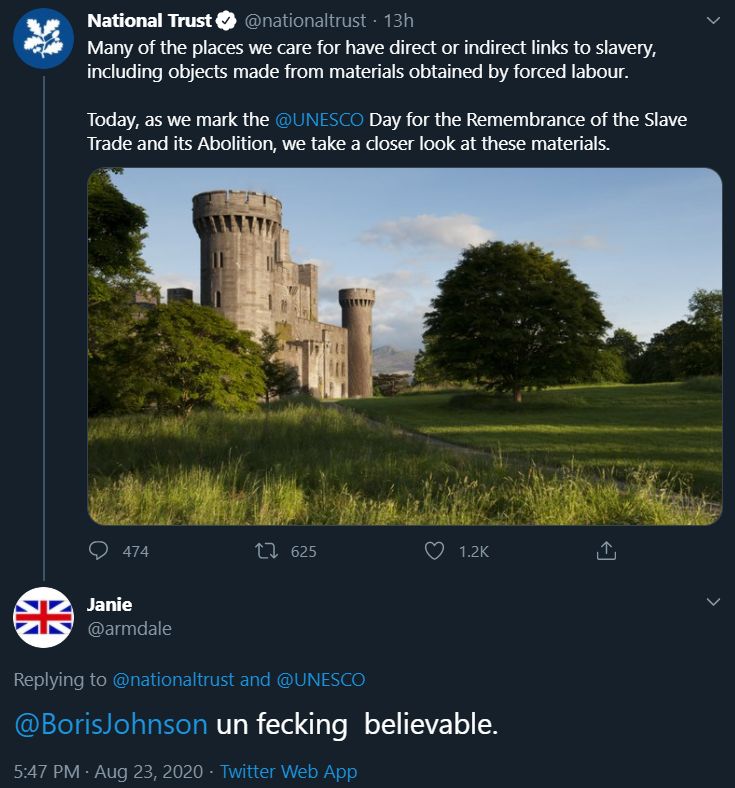 National Trust @nationaltrust · 13h
Many of the places we care for have direct or indirect links to slavery,
including objects made from materials obtained by forced labour.
Today, as we mark the @UNESCO Day for the Remembrance of the Slave
Trade and its Abolition, we take a closer look at these materials.
474 625 1.2K
Janie
@armdale
Replying to @nationaltrust and @UNESCO
@BorisJohnson un fecking  believable.
5:47 PM · Aug 23, 2020 · Twitter Web App